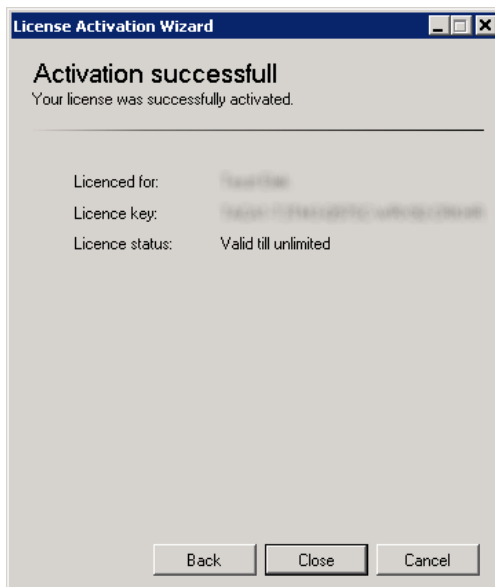 License Activation Wizard
Activation successfull
Your license was successfully activated.
Licenced for:
Licence key:
Licence status: Valid till unlimited
Back Close Cancel